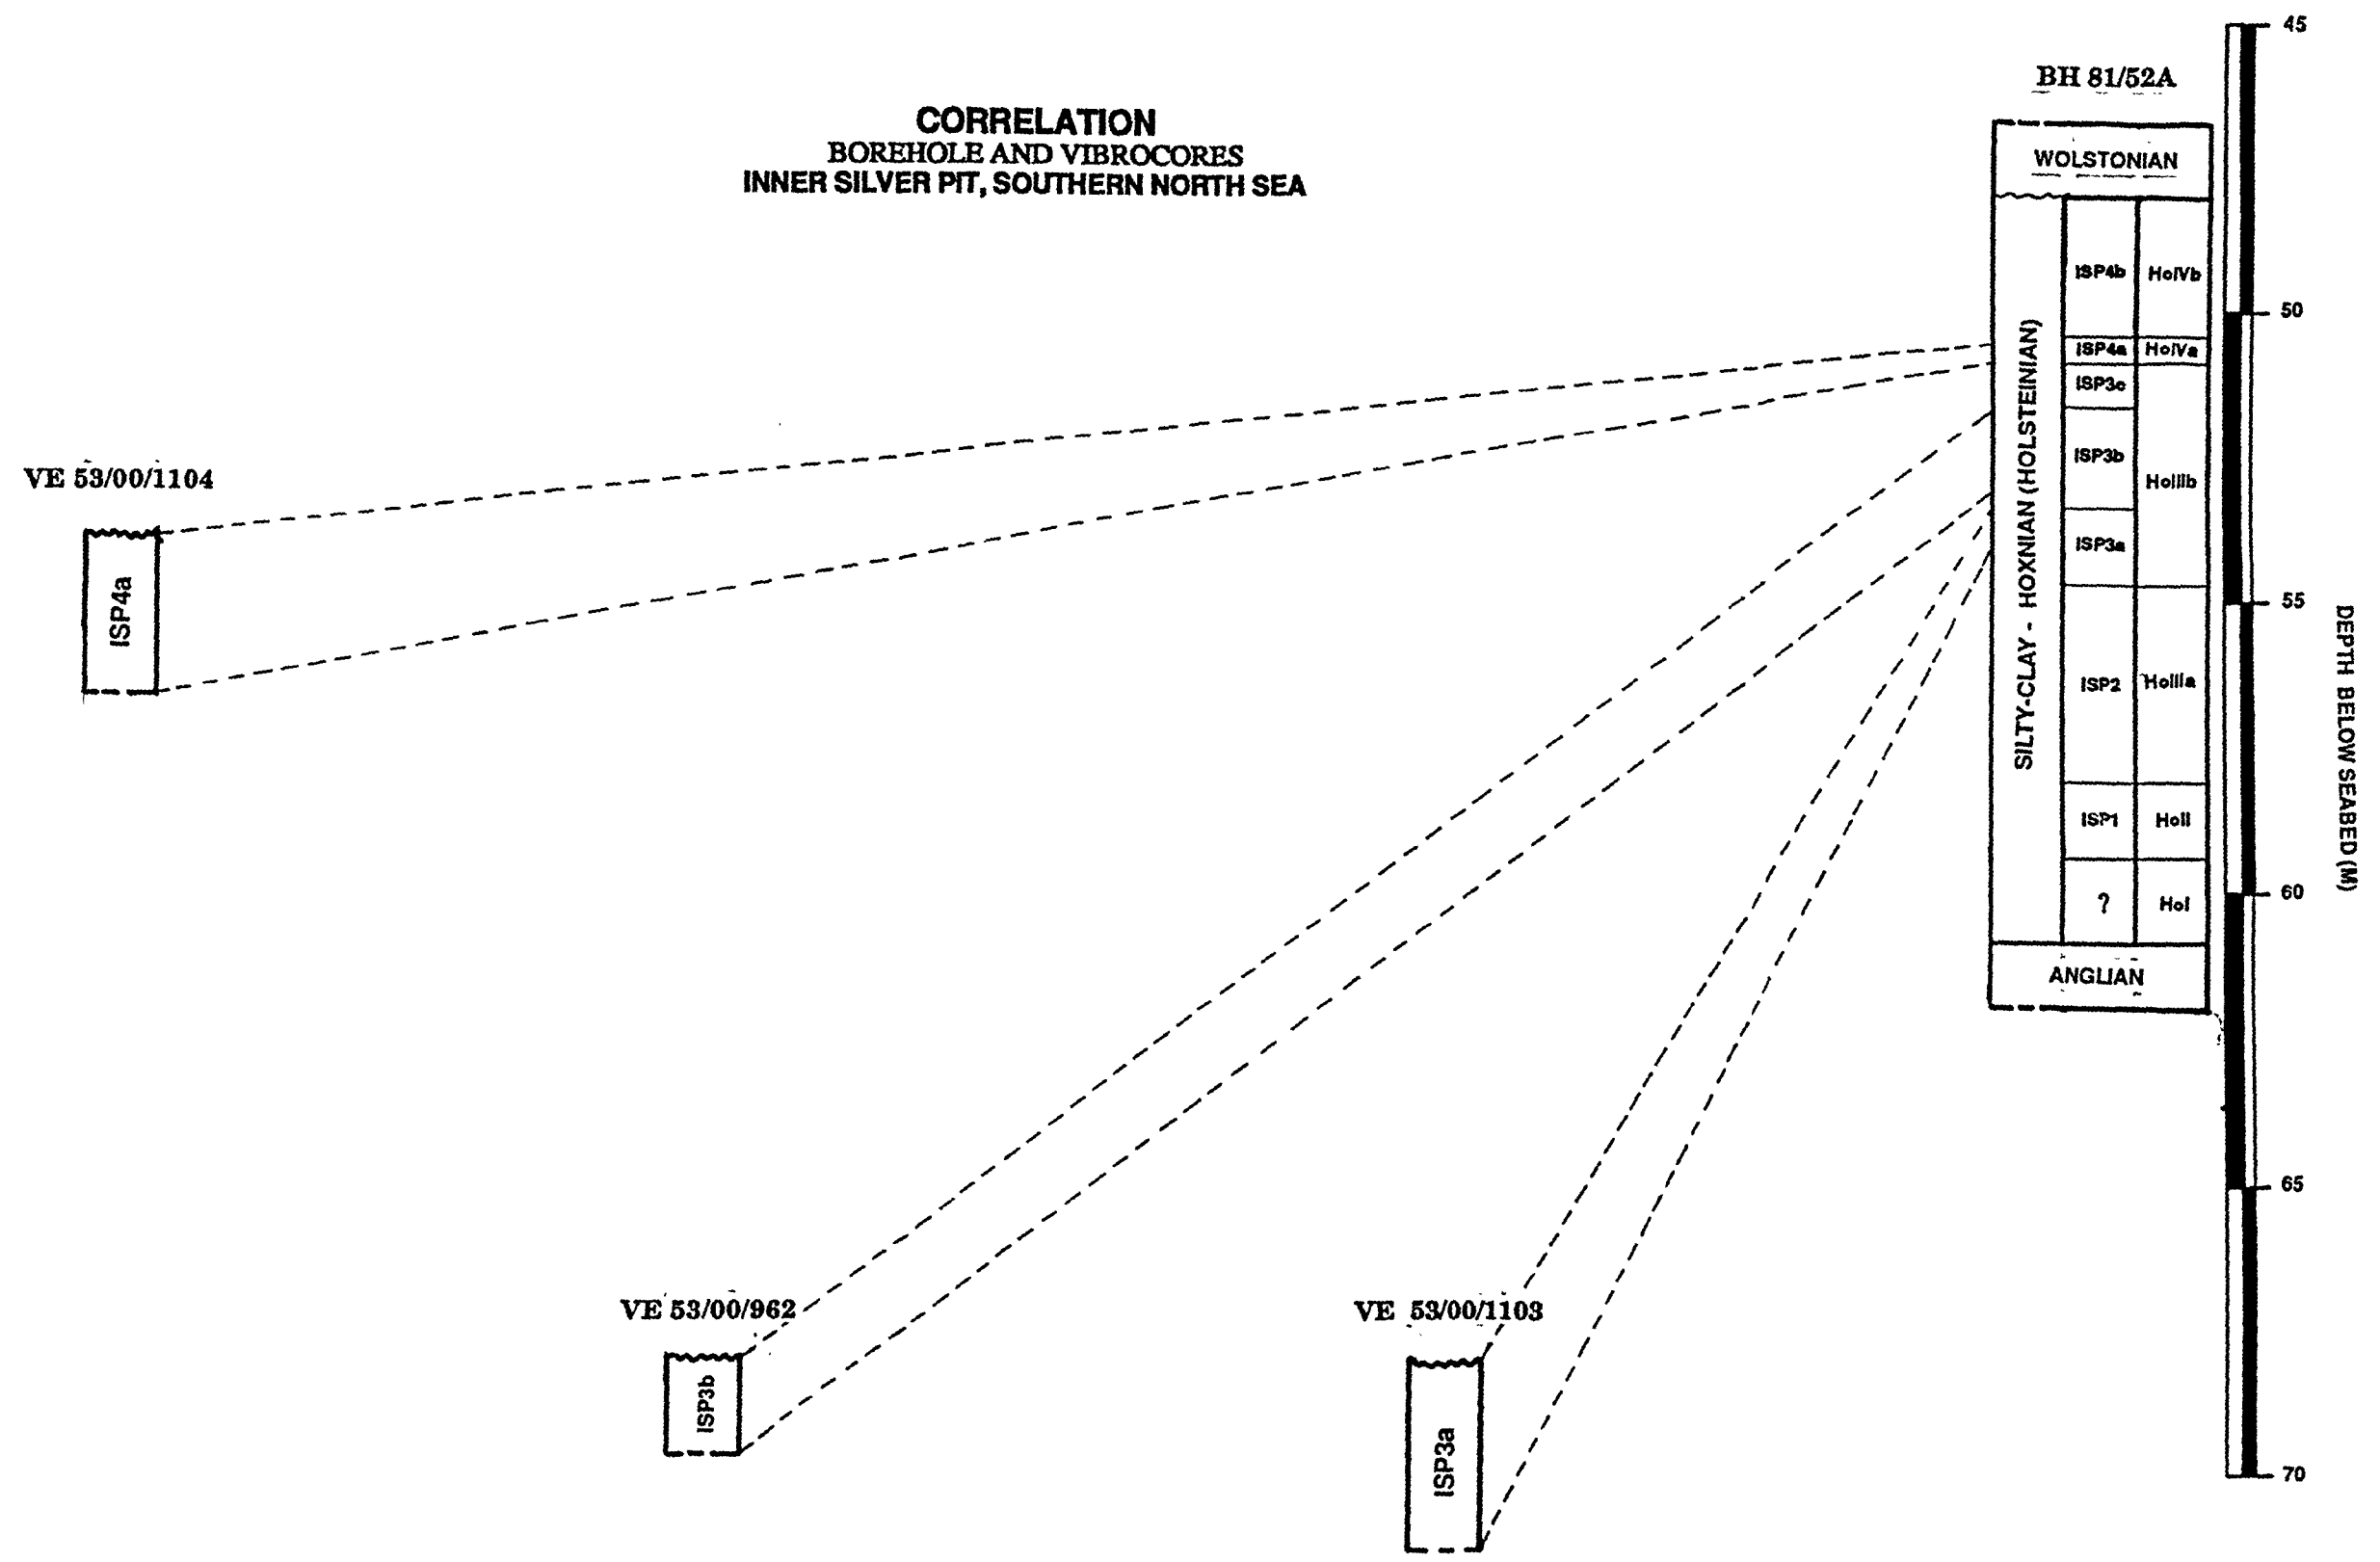 CORRELATION
BOREHOLE AND VIBROCORES
INNER SILVER PIT, SOUTHERN NORTH SEA
BH 81/52A
WOLSTONIAN
SILTY-CLAY - HOXNIAN (HOLSTEINIAN)
ISP4b HoIVb
ISP4a HoIVa
ISP3c
ISP3b
HoIIIb
ISP3a
ISP2 HoIIIa
ISP1 HoII
? HoI
ANGLIAN
45
50
55
60
65
70
DEPTH BELOW SEABED (M)
VE 53/00/1104
ISP4a
VE 53/00/962
ISP3b
VE 53/00/1103
ISP3a